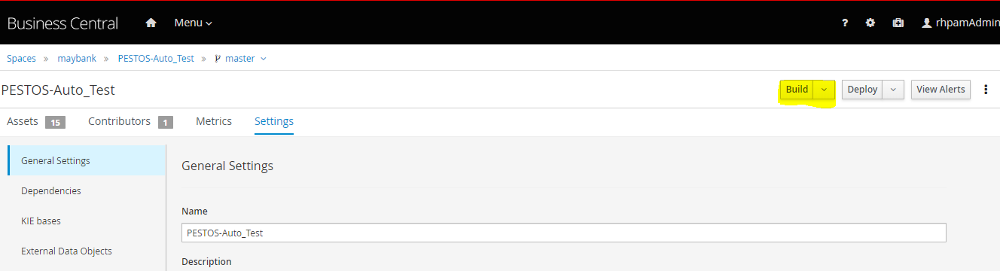 Business Central Menu ? rhpamAdmin
Spaces » maybank » PESTOS-Auto_Test » master
PESTOS-Auto_Test Build Deploy View Alerts
Assets 15 Contributors 1 Metrics Settings
General Settings
General Settings
Dependencies
Name
KIE bases
PESTOS-Auto_Test
External Data Objects
Description